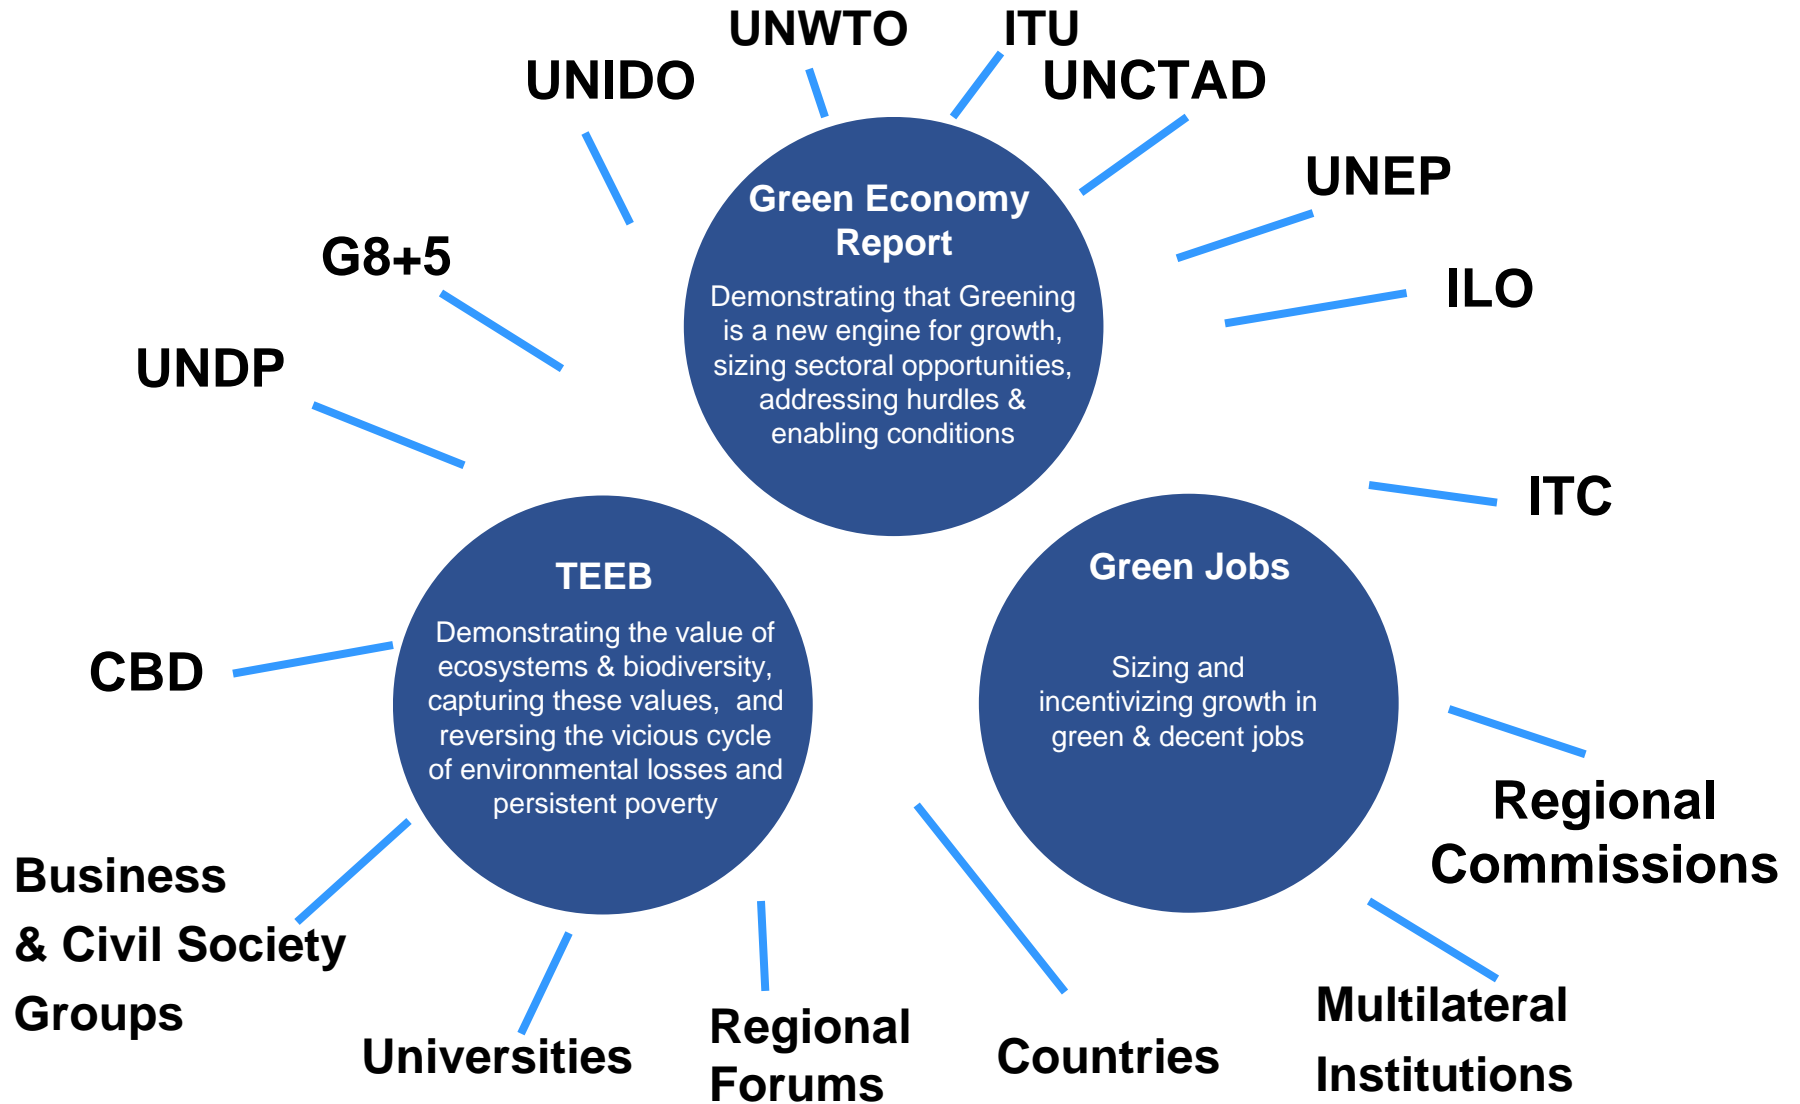 UNWTO
ITU
UNIDO
UNCTAD
UNEP
G8+5
ILO
UNDP
ITC
CBD
Green Economy
Report
Demonstrating that Greening
is a new engine for growth,
sizing sectoral opportunities,
addressing hurdles &
enabling conditions
TEEB
Demonstrating the value of
ecosystems & biodiversity,
capturing these values,  and
reversing the vicious cycle
of environmental losses and
persistent poverty
Green Jobs
Sizing and
incentivizing growth in
green & decent jobs
Regional
Commissions
Business
& Civil Society
Groups
Universities
Regional
Forums
Countries
Multilateral
Institutions